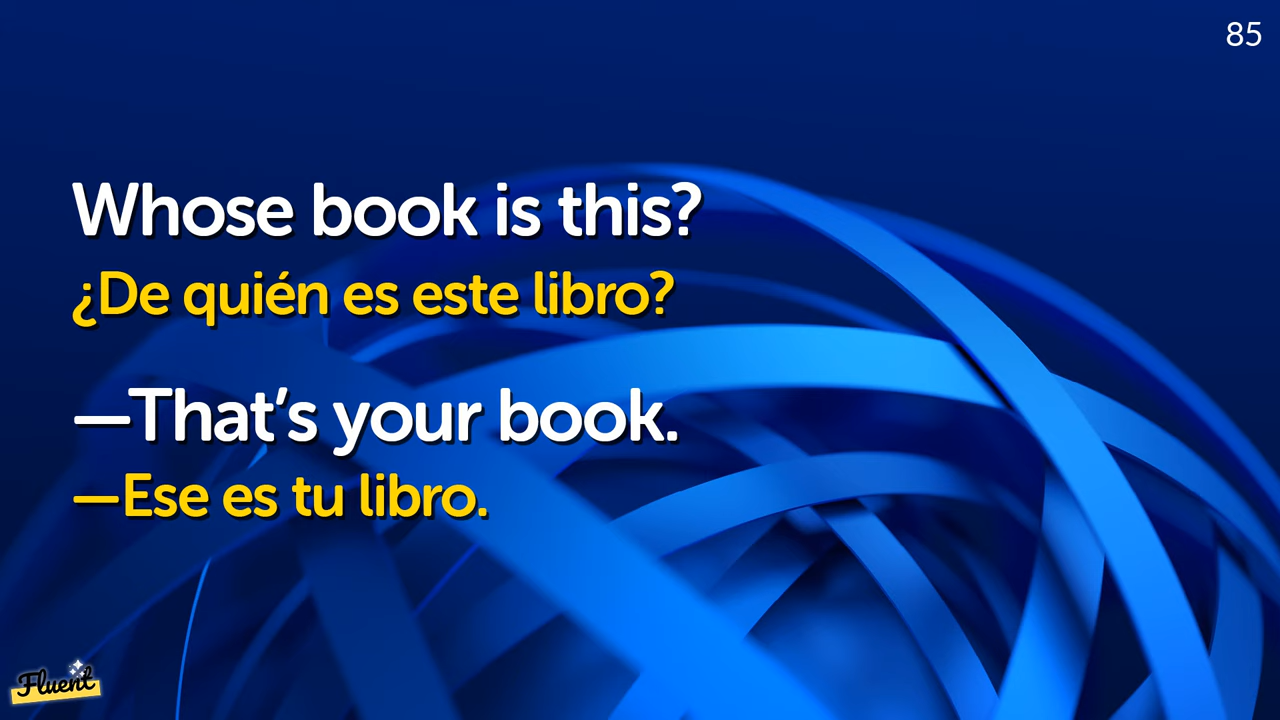 85
Whose book is this?
¿De quién es este libro?
—That’s your book.
—Ese es tu libro.
Fluent